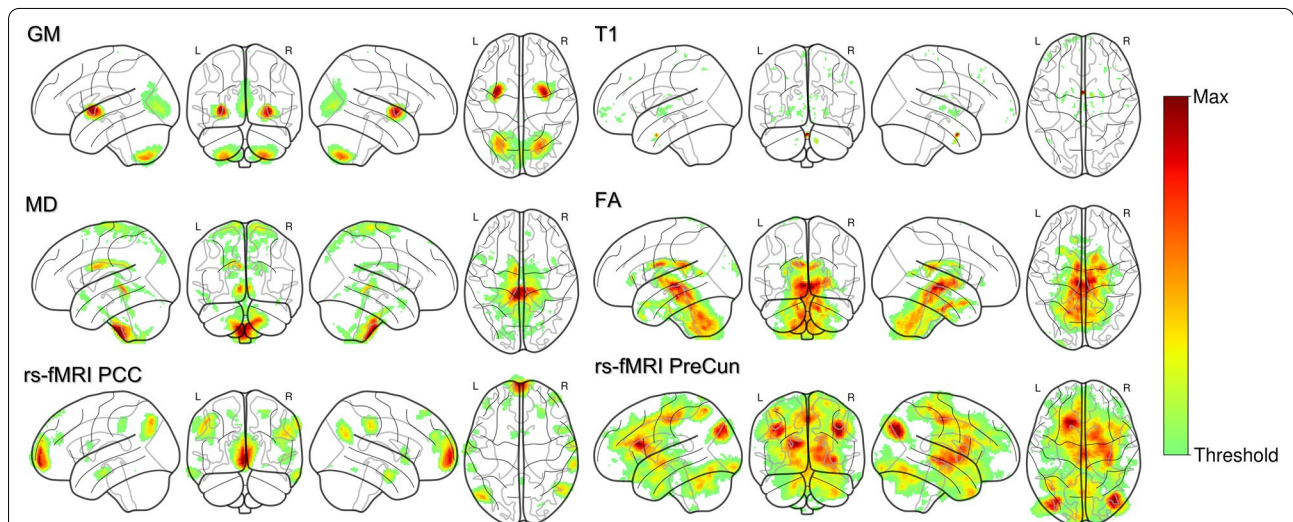 GM
L R L R
T1
L R L R
Max
MD
L R L R
FA
L R L R
rs-fMRI PCC
L R L R
rs-fMRI PreCun
L R L R
Threshold